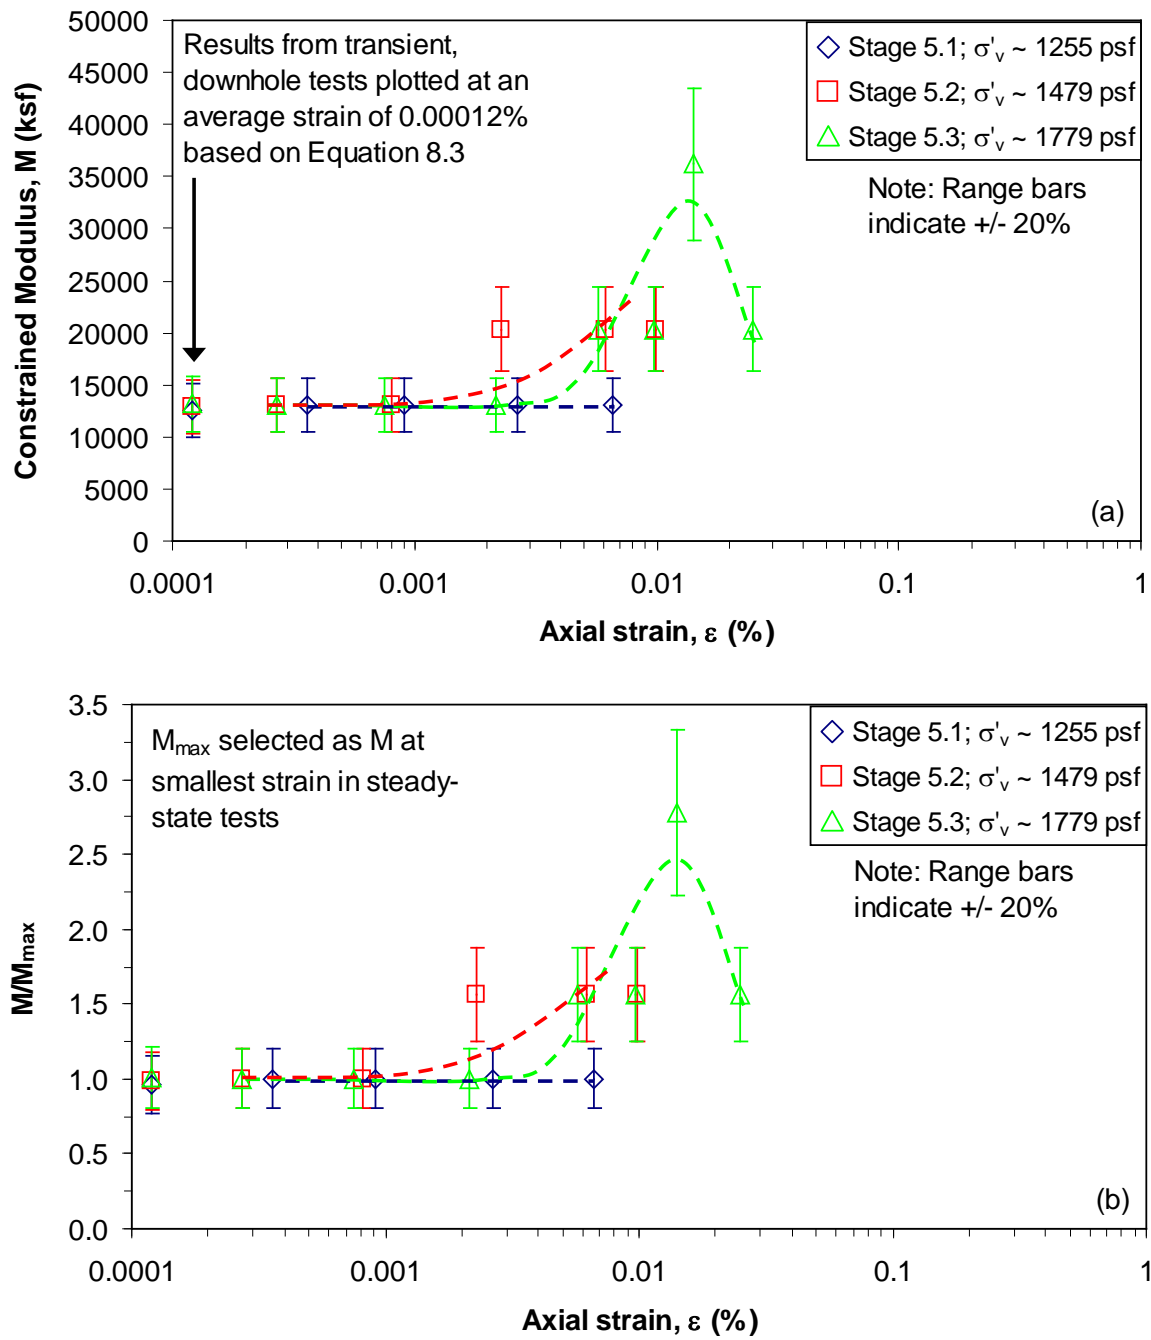 50000
45000
40000
35000
30000
25000
20000
15000
10000
5000
0
Constrained Modulus, M (ksf)
Results from transient,
downhole tests plotted at an
average strain of 0.00012%
based on Equation 8.3
Stage 5.1; σ'v ~ 1255 psf
Stage 5.2; σ'v ~ 1479 psf
Stage 5.3; σ'v ~ 1779 psf
Note: Range bars
indicate +/- 20%
(a)
0.0001 0.001 0.01 0.1 1
Axial strain, ε (%)
3.5
3.0
2.5
2.0
1.5
1.0
0.5
0.0
M/Mmax
Mmax selected as M at
smallest strain in steady-
state tests
Stage 5.1; σ'v ~ 1255 psf
Stage 5.2; σ'v ~ 1479 psf
Stage 5.3; σ'v ~ 1779 psf
Note: Range bars
indicate +/- 20%
(b)
0.0001 0.001 0.01 0.1 1
Axial strain, ε (%)